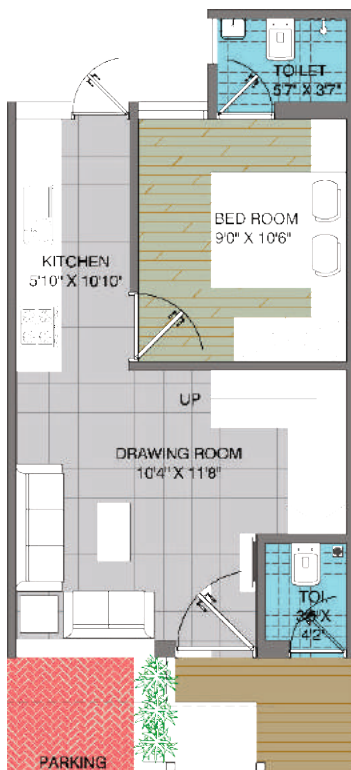 TOILET
5'7" X 3'7"
BED ROOM
9'0" X 10'6"
KITCHEN
5'10" X 10'10"
UP
DRAWING ROOM
10'4" X 11'8"
TOI.
4'2"
PARKING